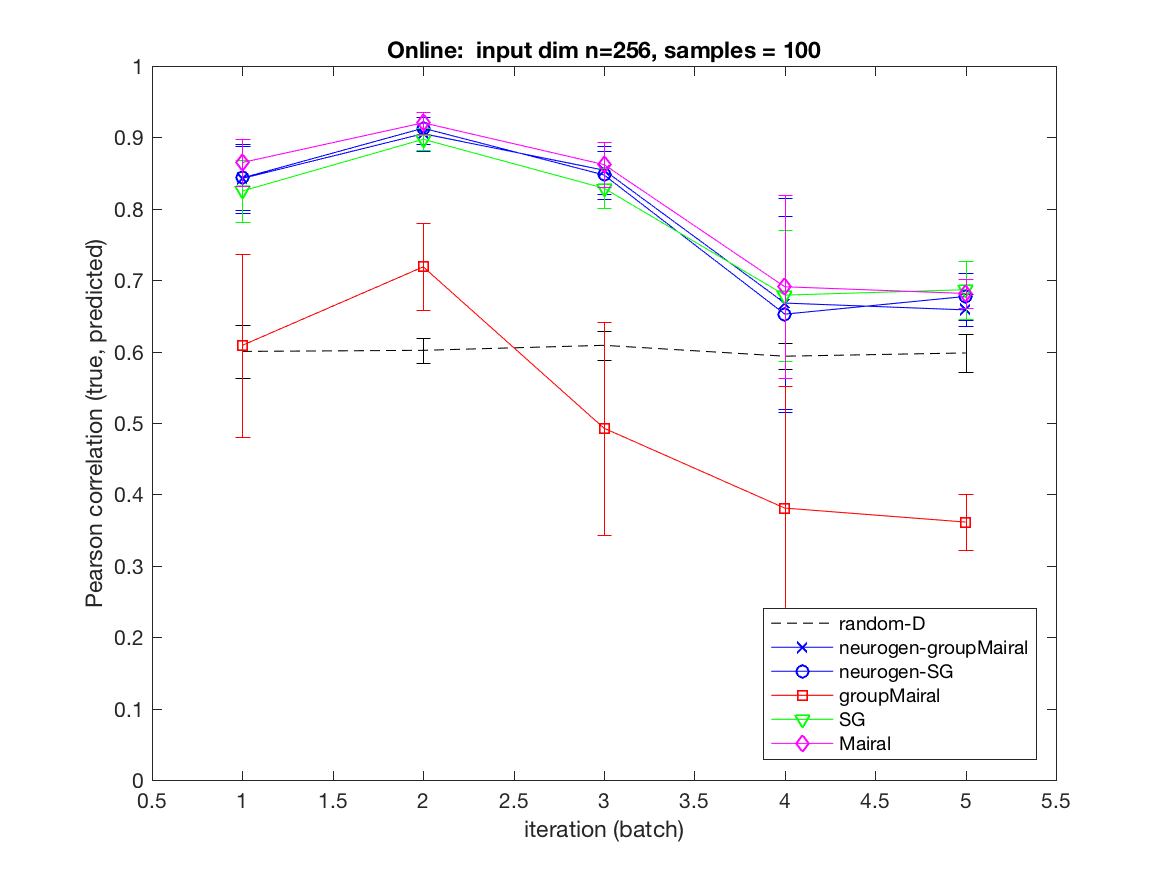 Online:  input dim n=256, samples = 100
Pearson correlation (true, predicted)
1
0.9
0.8
0.7
0.6
0.5
0.4
0.3
0.2
0.1
0
random-D
neurogen-groupMairal
neurogen-SG
groupMairal
SG
Mairal
0.5 1 1.5 2 2.5 3 3.5 4 4.5 5 5.5
iteration (batch)